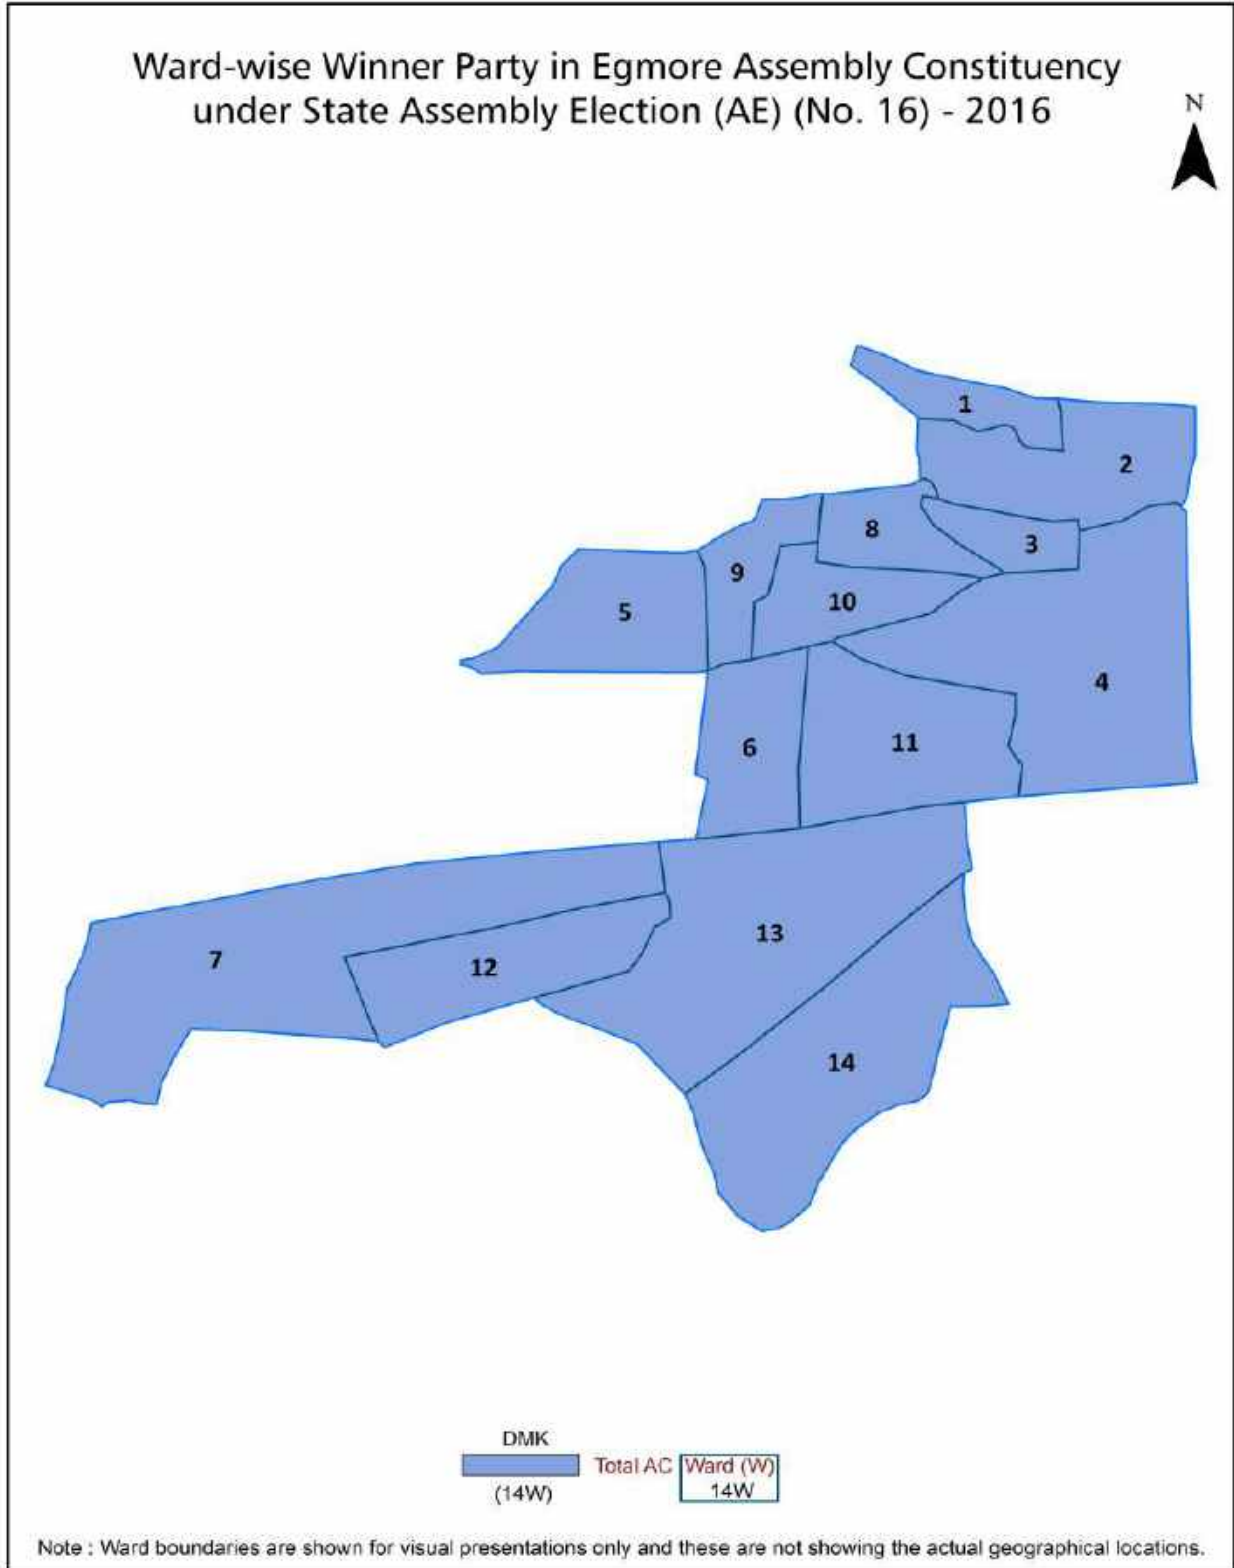 Ward-wise Winner Party in Egmore Assembly Constituency
under State Assembly Election (AE) (No. 16) - 2016
N
1
2
8
3
9
10
5
4
6
11
13
7
12
14
DMK
Total AC Ward (W)
(14W) 14W
Note : Ward boundaries are shown for visual presentations only and these are not showing the actual geographical locations.